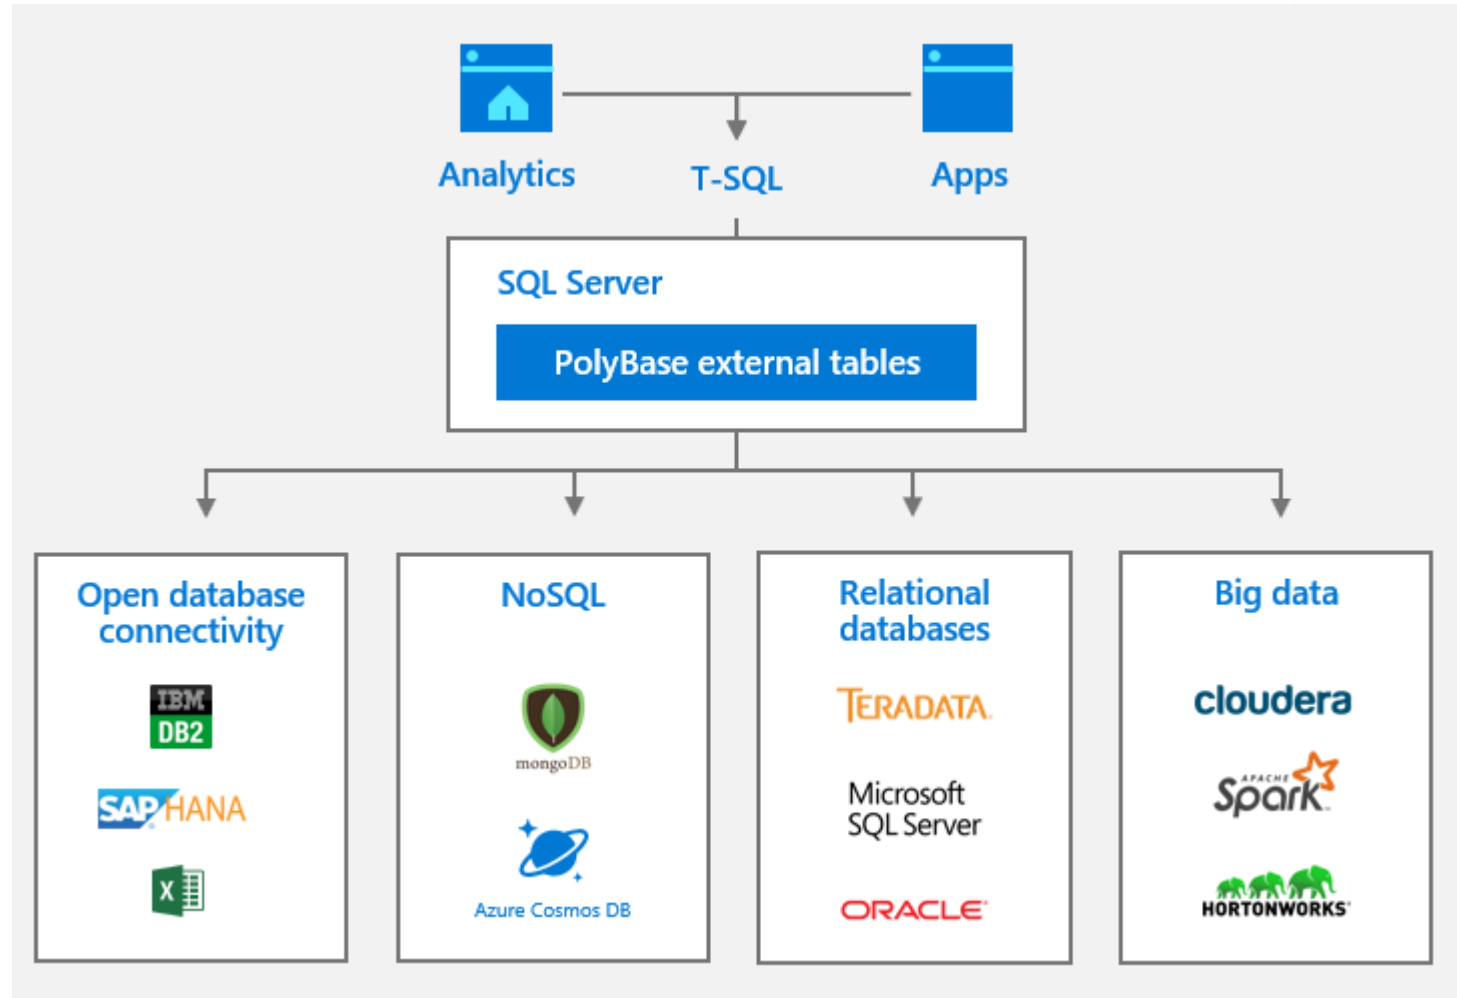 Analytics
T-SQL
Apps
SQL Server
PolyBase external tables
Open database
connectivity
IBM
DB2
SAP HANA
X
NoSQL
mongoDB
Azure Cosmos DB
Relational
databases
TERADATA.
Microsoft
SQL Server
ORACLE
Big data
cloudera
APACHE
Spark
HORTONWORKS